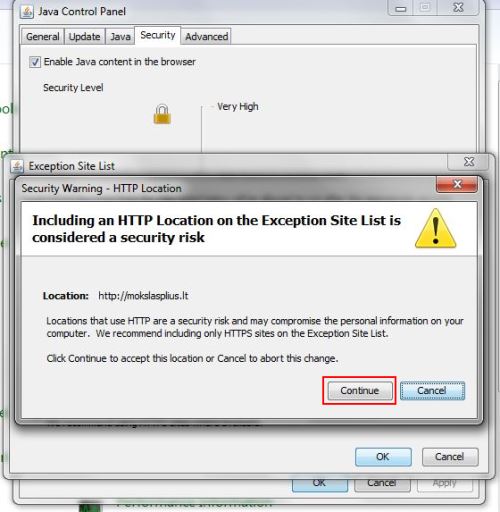 Java Control Panel
General Update Java Security Advanced
Enable Java content in the browser
Security Level
Very High
Exception Site List
Security Warning - HTTP Location
Including an HTTP Location on the Exception Site List is
considered a security risk
Location: http://mokslasplius.lt
Locations that use HTTP are a security risk and may compromise the personal information on your
computer. We recommend including only HTTPS sites on the Exception Site List.
Click Continue to accept this location or Cancel to abort this change.
Continue Cancel
OK Cancel
OK Cancel Apply
Performance Information